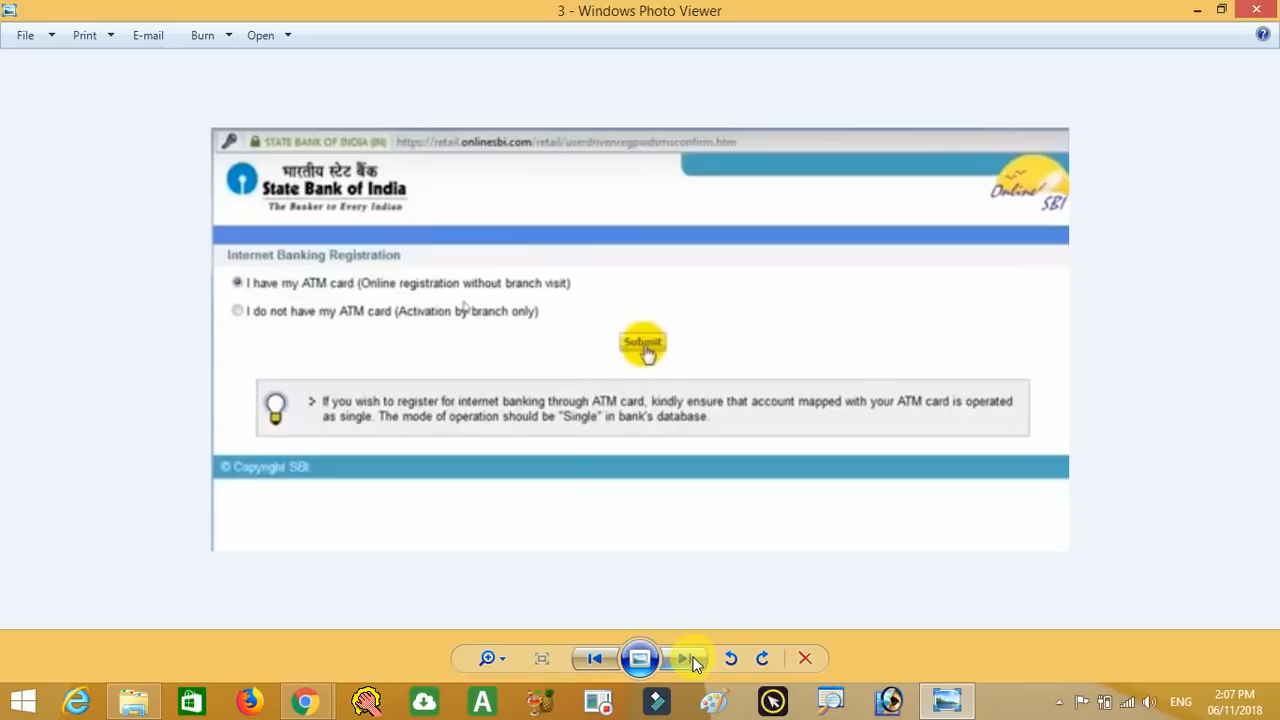 3 - Windows Photo Viewer
File Print E-mail Burn Open
STATE BANK OF INDIA [IN] https://retail.onlinesbi.com/retail/userdrivenregpwdsmsconfirm.htm
भारतीय स्टेट बैंक
State Bank of India
The Banker to Every Indian
Online
SBI
Internet Banking Registration
I have my ATM card (Online registration without branch visit)
I do not have my ATM card (Activation by branch only)
Submit
> If you wish to register for internet banking through ATM card, kindly ensure that account mapped with your ATM card is operated
as single. The mode of operation should be "Single" in bank's database.
© Copyright SBI
A
ENG
2:07 PM
06/11/2018